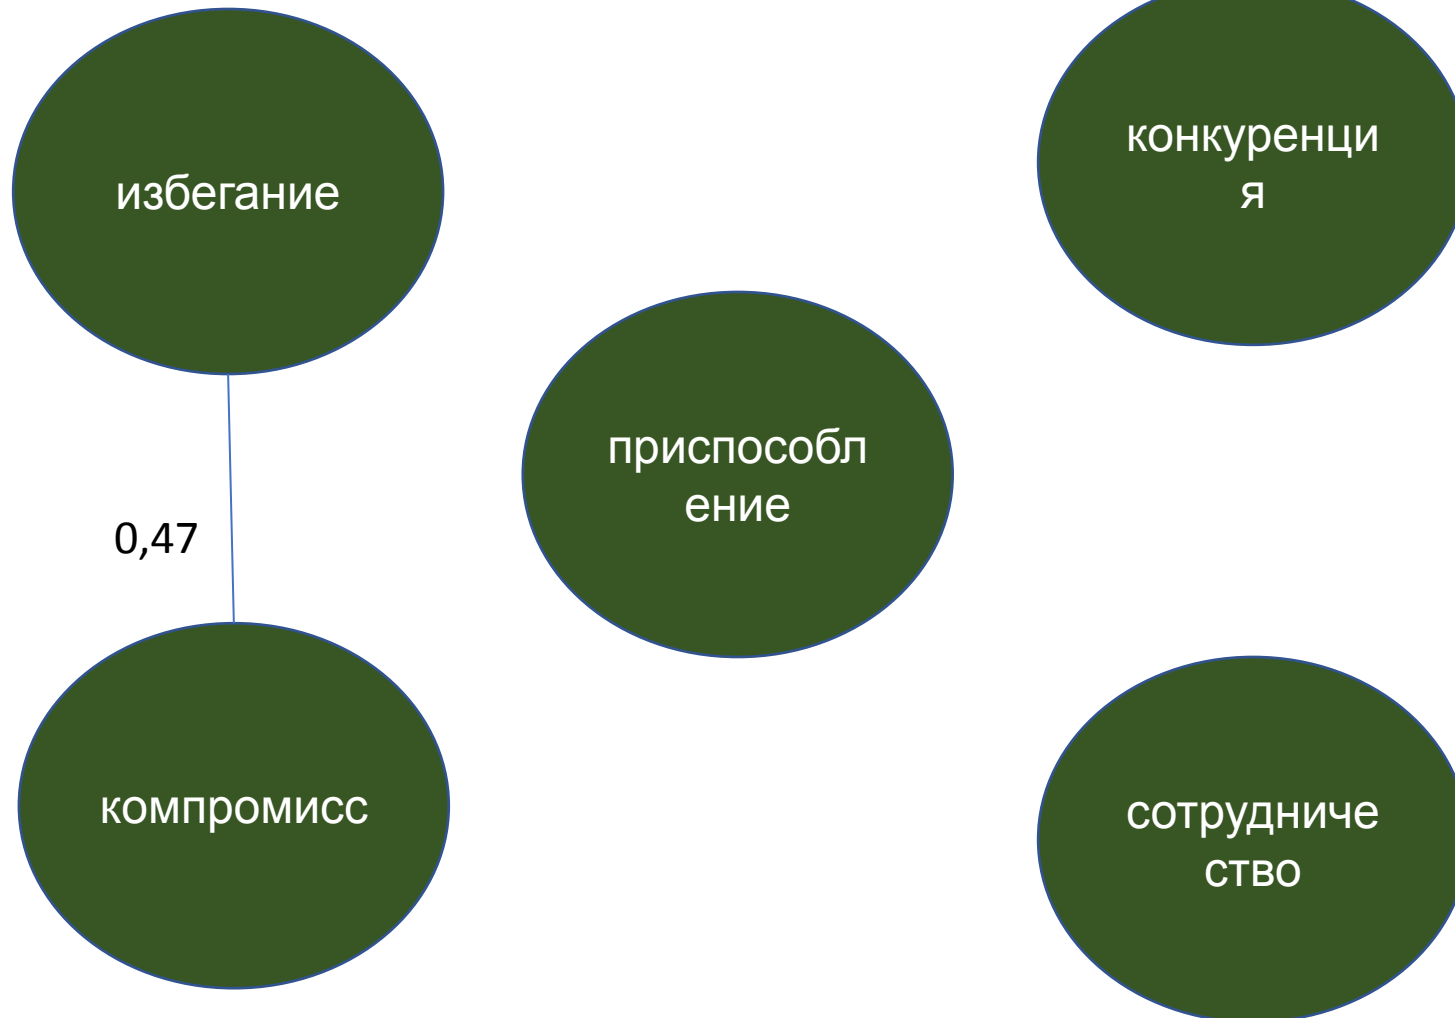 избегание
конкуренци
я
приспособл
ение
0,47
компромисс
сотрудниче
ство